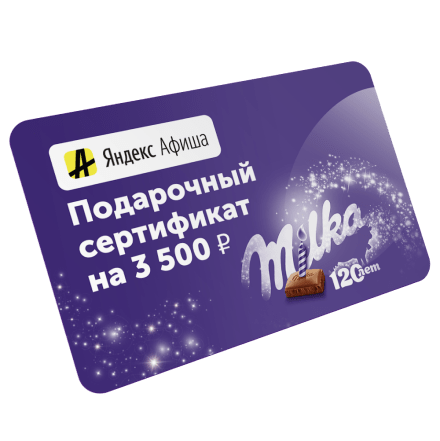 Яндекс Афиша
Подарочный
сертификат
на 3 500 ₽
Milka
120 лет